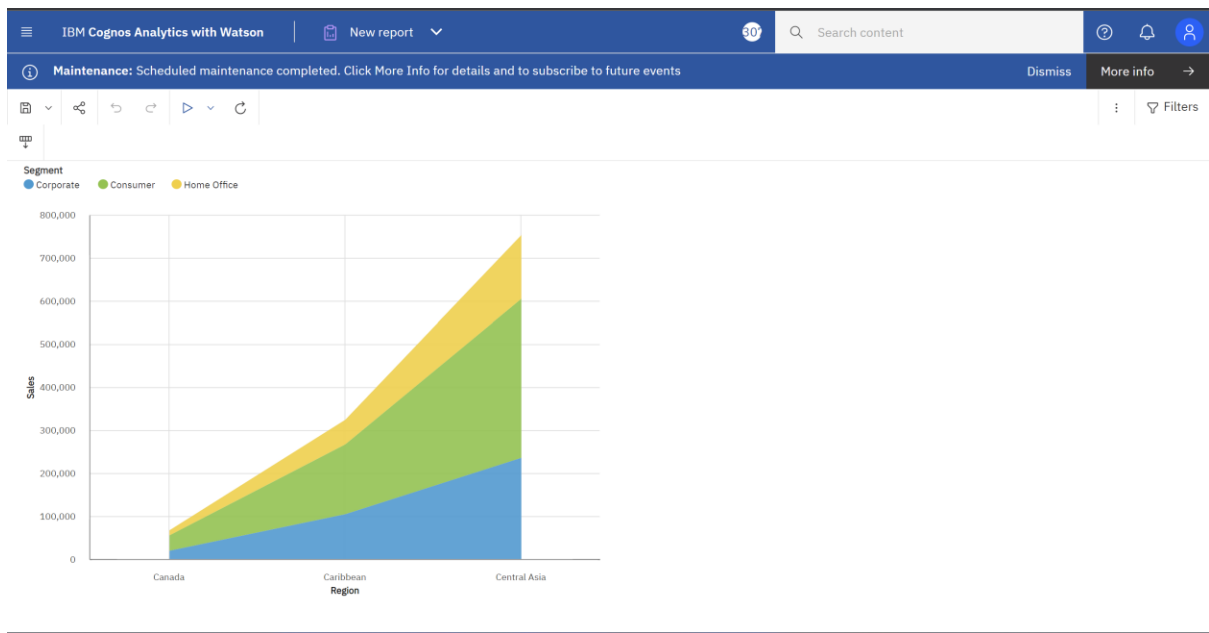 IBM Cognos Analytics with Watson
New report
Search content
Maintenance: Scheduled maintenance completed. Click More Info for details and to subscribe to future events
Dismiss
More info
Filters
Segment
Corporate Consumer Home Office
800,000
700,000
600,000
500,000
400,000
300,000
200,000
100,000
0
Sales
Canada Caribbean Central Asia
Region